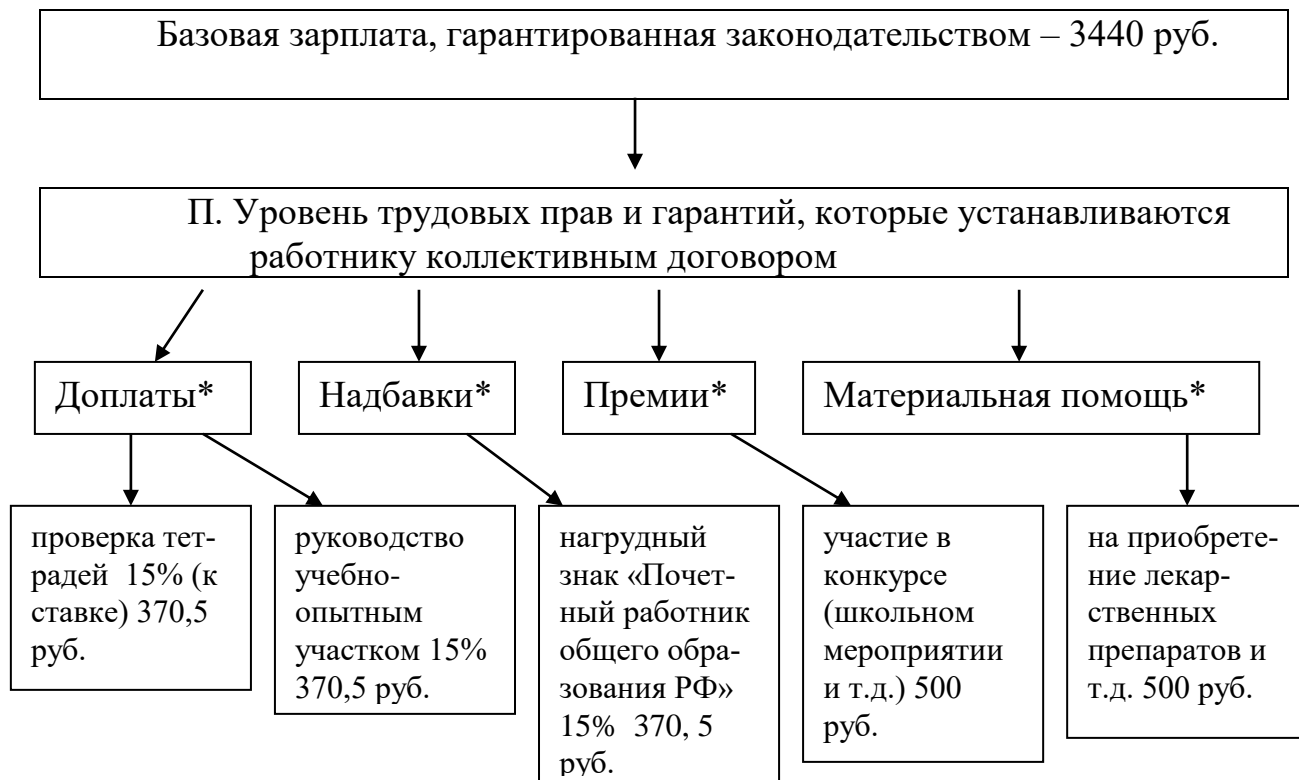 Базовая зарплата, гарантированная законодательством – 3440 руб.
П. Уровень трудовых прав и гарантий, которые устанавливаются
работнику коллективным договором
Доплаты*
Надбавки*
Премии*
Материальная помощь*
проверка тет-
радей 15% (к
ставке) 370,5
руб.
руководство
учебно-
опытным
участком 15%
370,5 руб.
нагрудный
знак «Почет-
ный работник
общего обра-
зования РФ»
15% 370, 5
руб.
участие в
конкурсе
(школьном
мероприятии
и т.д.) 500
руб.
на приобрете-
ние лекар-
ственных
препаратов и
т.д. 500 руб.